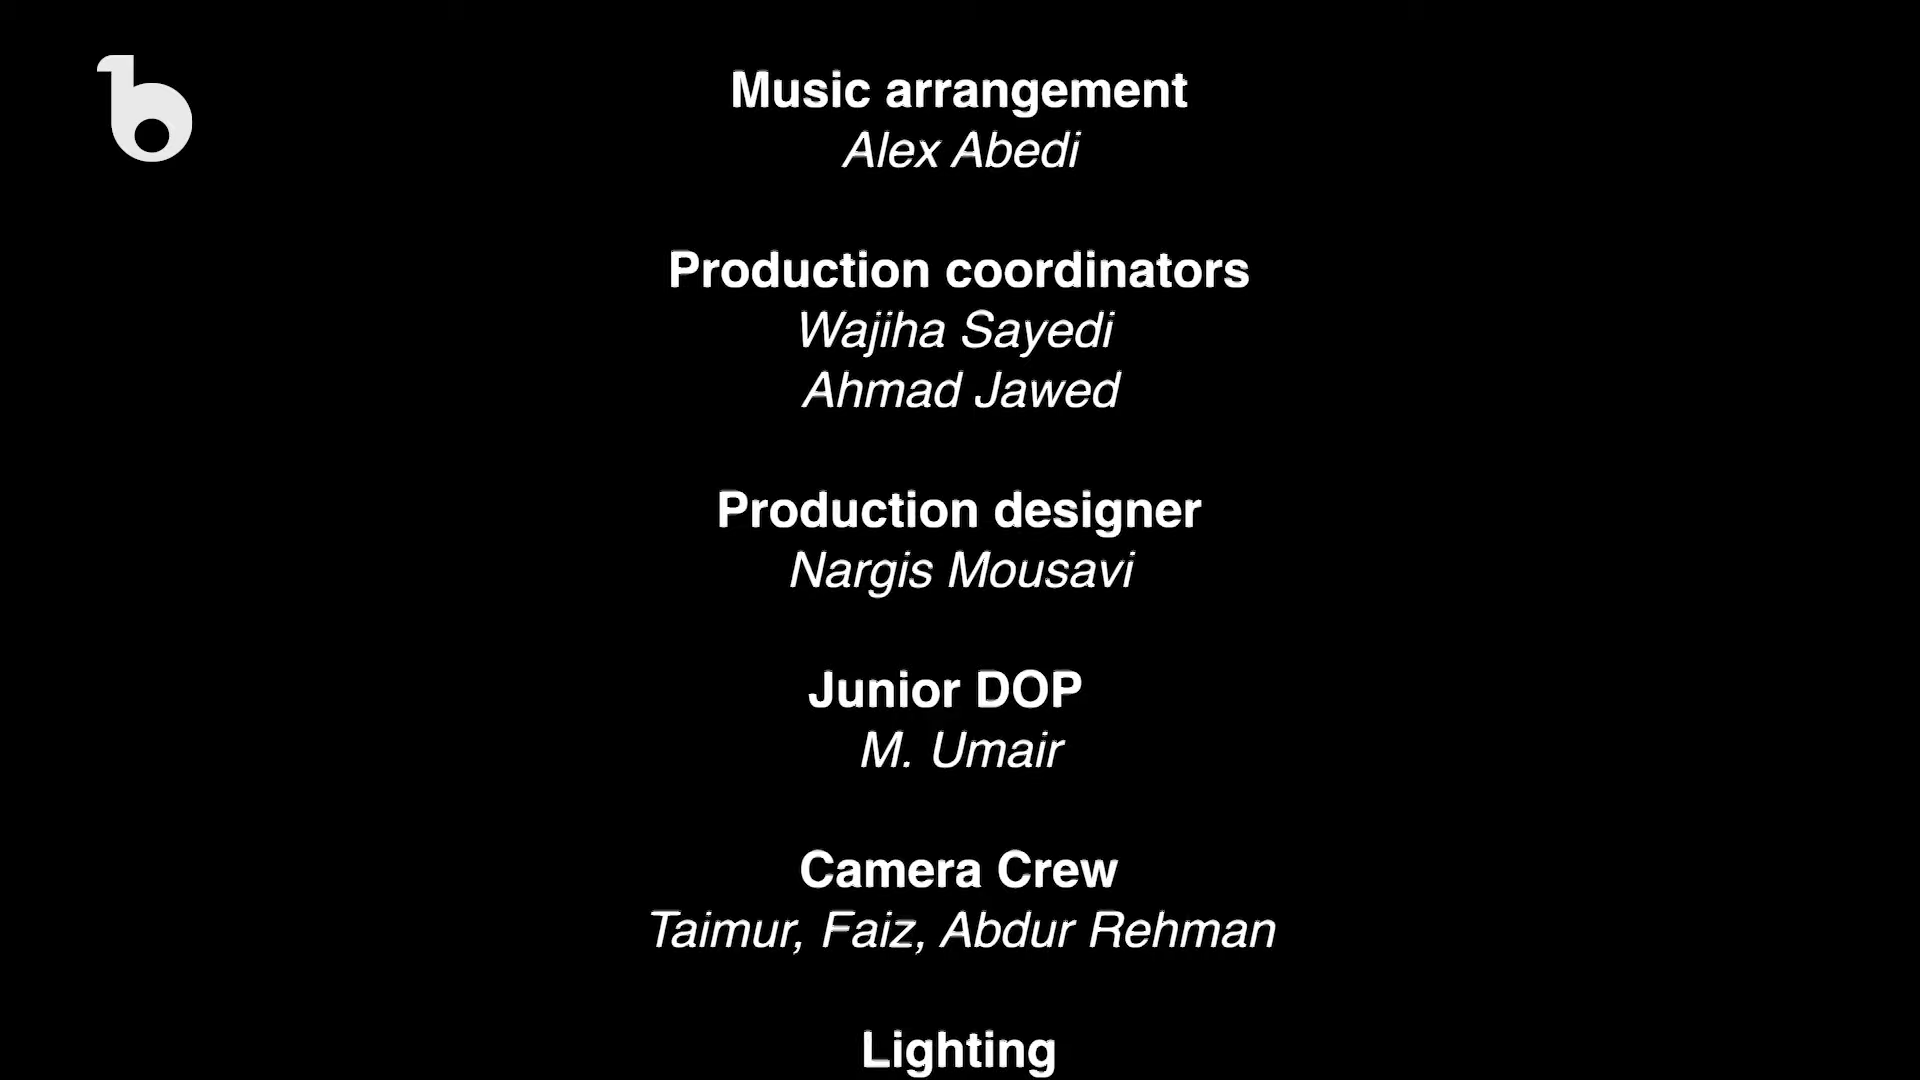 Music arrangement
Alex Abedi
Production coordinators
Wajiha Sayedi
Ahmad Jawed
Production designer
Nargis Mousavi
Junior DOP
M. Umair
Camera Crew
Taimur, Faiz, Abdur Rehman
Lighting